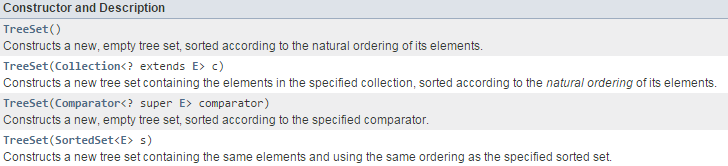 Constructor and Description
TreeSet()
Constructs a new, empty tree set, sorted according to the natural ordering of its elements.
TreeSet(Collection<? extends E> c)
Constructs a new tree set containing the elements in the specified collection, sorted according to the natural ordering of its elements.
TreeSet(Comparator<? super E> comparator)
Constructs a new, empty tree set, sorted according to the specified comparator.
TreeSet(SortedSet<E> s)
Constructs a new tree set containing the same elements and using the same ordering as the specified sorted set.